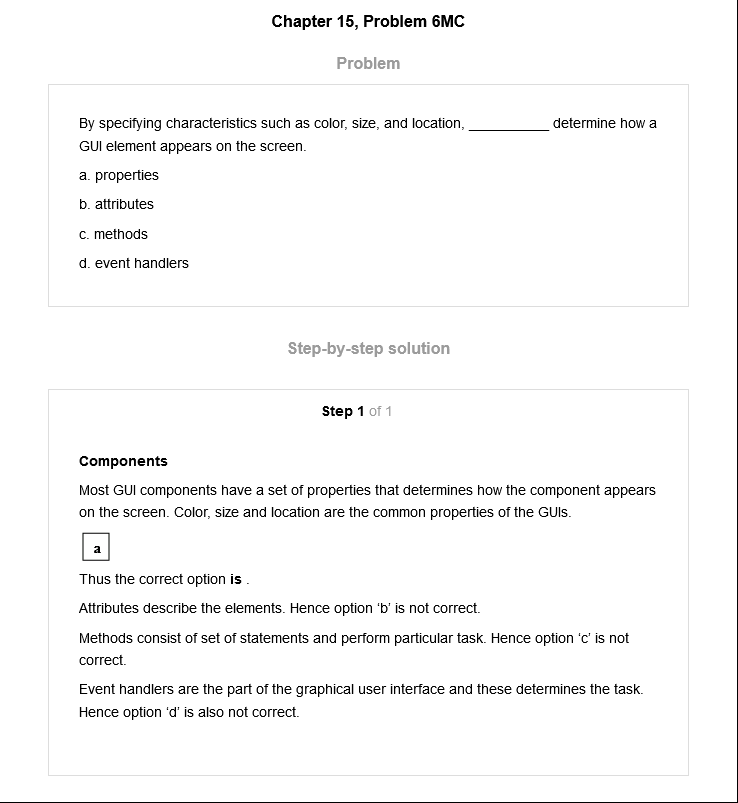 Chapter 15, Problem 6MC
Problem
By specifying characteristics such as color, size, and location, __________ determine how a
GUI element appears on the screen.
a. properties
b. attributes
c. methods
d. event handlers
Step-by-step solution
Step 1 of 1
Components
Most GUI components have a set of properties that determines how the component appears
on the screen. Color, size and location are the common properties of the GUIs.
a
Thus the correct option is .
Attributes describe the elements. Hence option ‘b’ is not correct.
Methods consist of set of statements and perform particular task. Hence option ‘c’ is not
correct.
Event handlers are the part of the graphical user interface and these determines the task.
Hence option ‘d’ is also not correct.